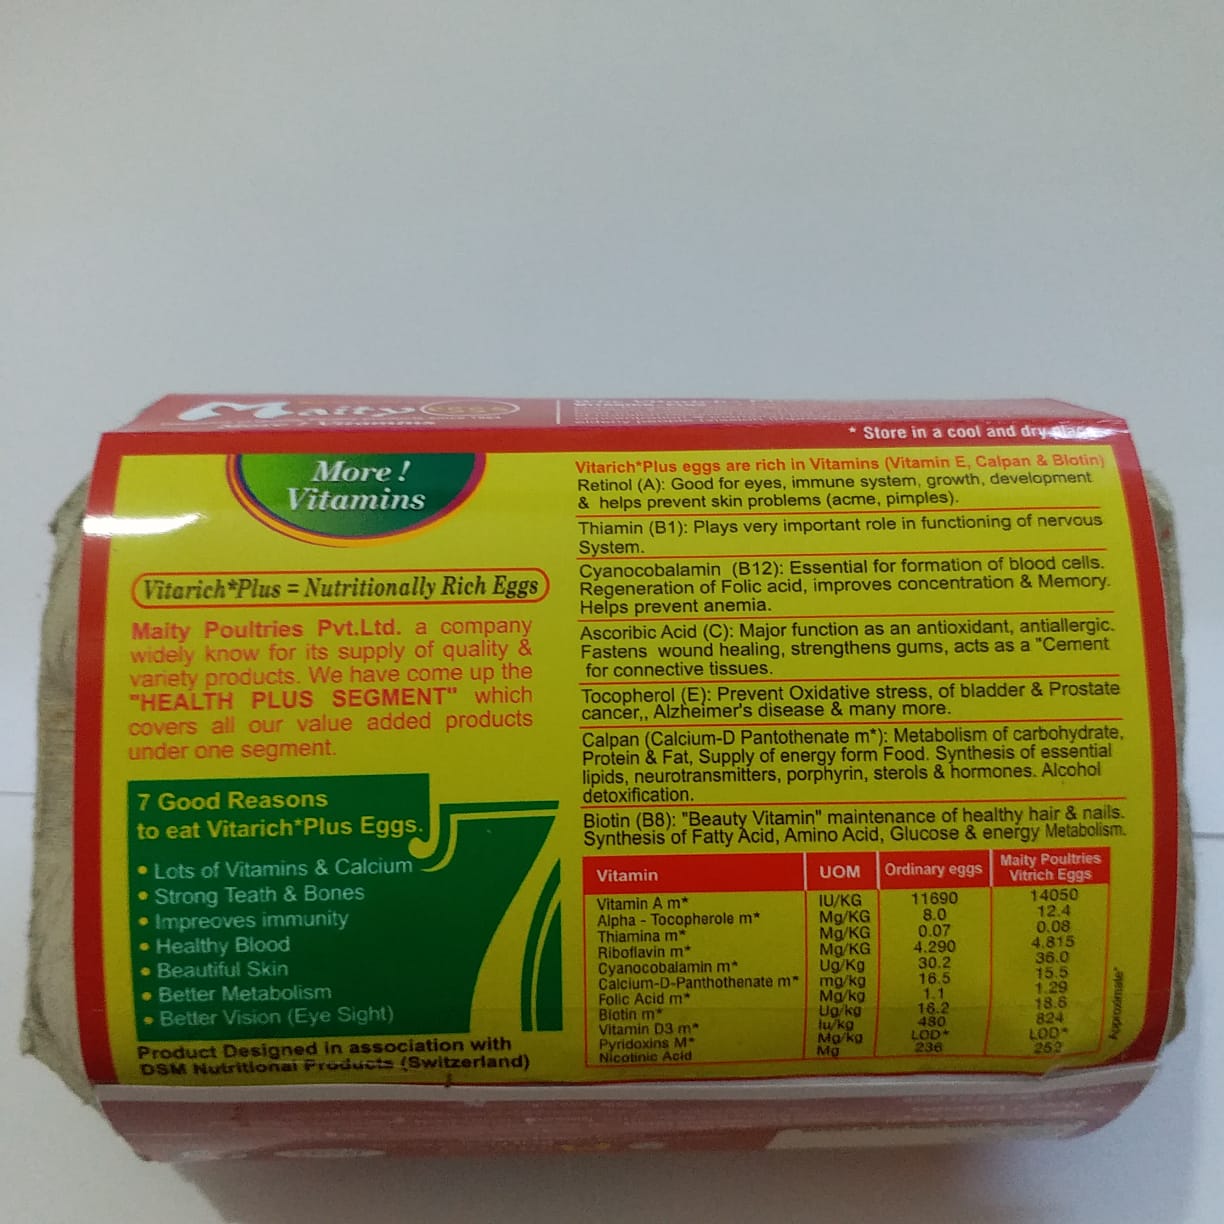 Maity EGGs
* Store in a cool and dry place
More !
Vitamins
Vitarich*Plus = Nutritionally Rich Eggs
Maity Poultries Pvt.Ltd. a company
widely know for its supply of quality &
variety products. We have come up the
"HEALTH PLUS SEGMENT" which
covers all our value added products
under one segment.
7 Good Reasons
to eat Vitarich*Plus Eggs.
• Lots of Vitamins & Calcium
• Strong Teath & Bones
• Impreoves immunity
• Healthy Blood
• Beautiful Skin
• Better Metabolism
• Better Vision (Eye Sight)
7
Product Designed in association with
DSM Nutritional Products (Switzerland)
Vitarich*Plus eggs are rich in Vitamins (Vitamin E, Calpan & Biotin)
Retinol (A): Good for eyes, immune system, growth, development
& helps prevent skin problems (acme, pimples).
Thiamin (B1): Plays very important role in functioning of nervous
System.
Cyanocobalamin (B12): Essential for formation of blood cells.
Regeneration of Folic acid, improves concentration & Memory.
Helps prevent anemia.
Ascoribic Acid (C): Major function as an antioxidant, antiallergic.
Fastens wound healing, strengthens gums, acts as a "Cement
for connective tissues.
Tocopherol (E): Prevent Oxidative stress, of bladder & Prostate
cancer,, Alzheimer's disease & many more.
Calpan (Calcium-D Pantothenate m*): Metabolism of carbohydrate,
Protein & Fat, Supply of energy form Food. Synthesis of essential
lipids, neurotransmitters, porphyrin, sterols & hormones. Alcohol
detoxification.
Biotin (B8): "Beauty Vitamin" maintenance of healthy hair & nails.
Synthesis of Fatty Acid, Amino Acid, Glucose & energy Metabolism.
Vitamin UOM Ordinary eggs Maity Poultries Vitrich Eggs
Vitamin A m* IU/KG 11690 14050
Alpha - Tocopherole m* Mg/KG 8.0 12.4
Thiamina m* Mg/KG 0.07 0.08
Riboflavin m* Mg/KG 4.290 4.815
Cyanocobalamin m* Ug/Kg 30.2 36.0
Calcium-D-Panthothenate m* mg/kg 16.5 15.5
Folic Acid m* Mg/kg 1.1 1.29
Biotin m* Ug/kg 16.2 18.6
Vitamin D3 m* Iu/kg 480 824
Pyridoxins M* Mg/kg LOD* LOD*
Nicotinic Acid Mg 236 252
Approximate*